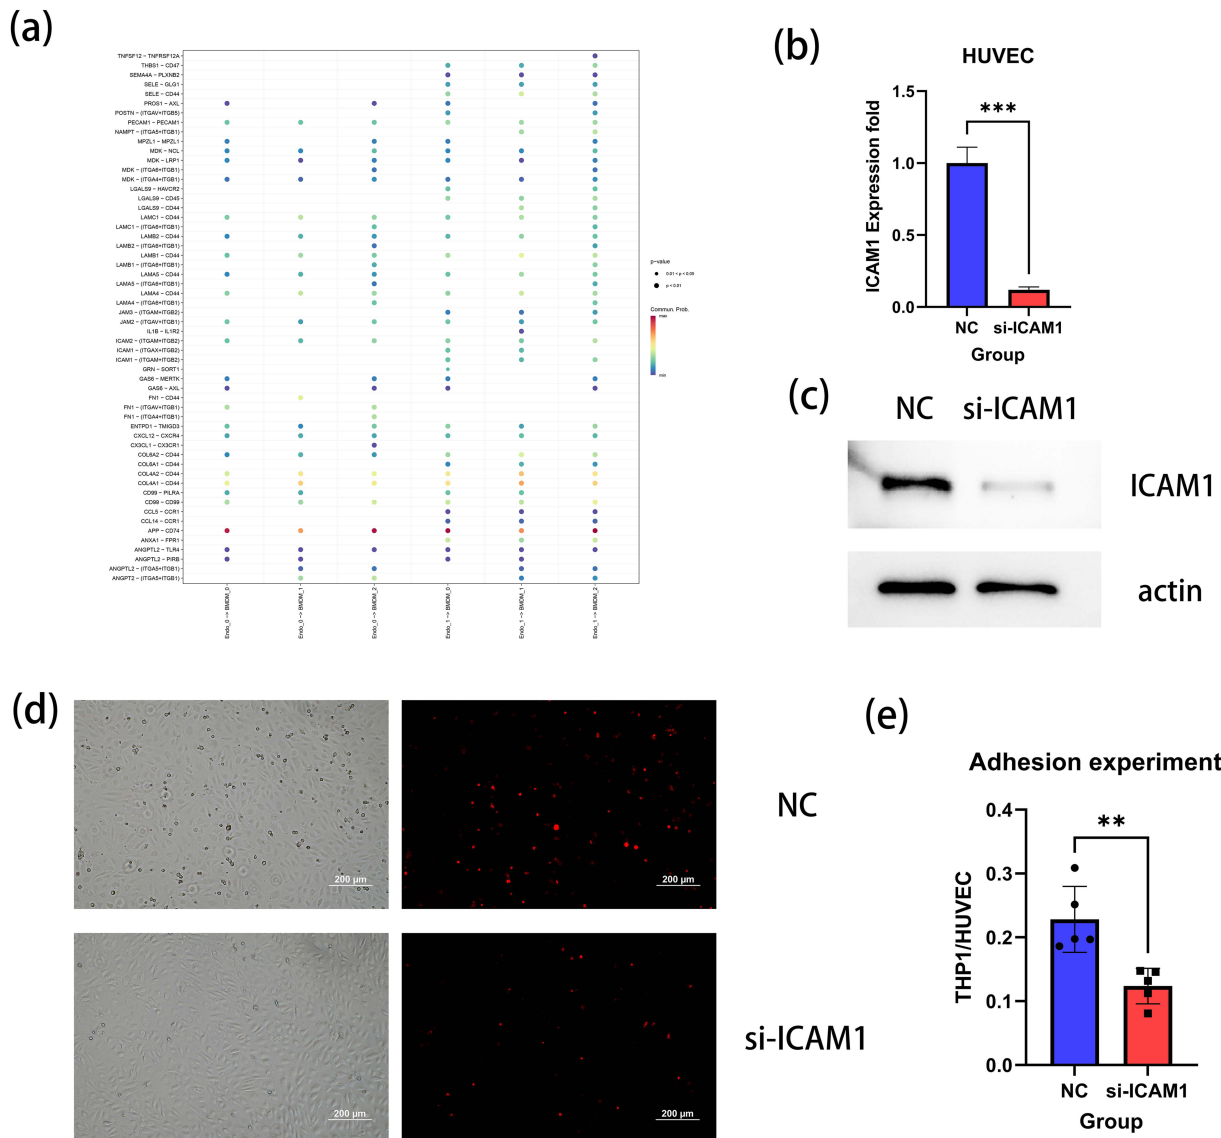 (a)
TNFSF12 − TNFRSF12A
THBS1 − CD47
SEMA4A − PLXNB2
SELE − GLG1
SELE − CD44
PROS1 − AXL
POSTN − (ITGAV+ITGB5)
PECAM1 − PECAM1
NAMPT − (ITGA5+ITGB1)
MPZL1 − MPZL1
MDK − NCL
MDK − LRP1
MDK − (ITGA6+ITGB1)
MDK − (ITGA4+ITGB1)
LGALS9 − HAVCR2
LGALS9 − CD45
LGALS9 − CD44
LAMC1 − CD44
LAMC1 − (ITGA6+ITGB1)
LAMB2 − CD44
LAMB2 − (ITGA6+ITGB1)
LAMB1 − CD44
LAMB1 − (ITGA6+ITGB1)
LAMA5 − CD44
LAMA5 − (ITGA6+ITGB1)
LAMA4 − CD44
LAMA4 − (ITGA6+ITGB1)
JAM3 − (ITGAM+ITGB2)
JAM2 − (ITGAV+ITGB1)
IL1B − IL1R2
ICAM2 − (ITGAM+ITGB2)
ICAM1 − (ITGAX+ITGB2)
ICAM1 − (ITGAM+ITGB2)
GRN − SORT1
GAS6 − MERTK
GAS6 − AXL
FN1 − CD44
FN1 − (ITGAV+ITGB1)
FN1 − (ITGA4+ITGB1)
ENTPD1 − TMIGD3
CXCL12 − CXCR4
CX3CL1 − CX3CR1
COL6A2 − CD44
COL6A1 − CD44
COL4A2 − CD44
COL4A1 − CD44
CD99 − PILRA
CD99 − CD99
CCL5 − CCR1
CCL14 − CCR1
APP − CD74
ANXA1 − FPR1
ANGPTL2 − TLR4
ANGPTL2 − PIRB
ANGPTL2 − (ITGA5+ITGB1)
ANGPT2 − (ITGA5+ITGB1)
Endo_0 −> BMDM_0
Endo_0 −> BMDM_1
Endo_0 −> BMDM_2
Endo_1 −> BMDM_0
Endo_1 −> BMDM_1
Endo_1 −> BMDM_2
p−value
0.01 < p < 0.05
p < 0.01
Commun. Prob.
max
min
(b)
HUVEC
ICAM1 Expression fold
1.5
1.0
0.5
0.0
***
NC si-ICAM1
Group
(c)
NC si-ICAM1
ICAM1
actin
(d)
200 μm
200 μm
NC
200 μm
200 μm
si-ICAM1
(e)
Adhesion experiment
THP1/HUVEC
0.4
0.3
0.2
0.1
0.0
**
NC si-ICAM1
Group